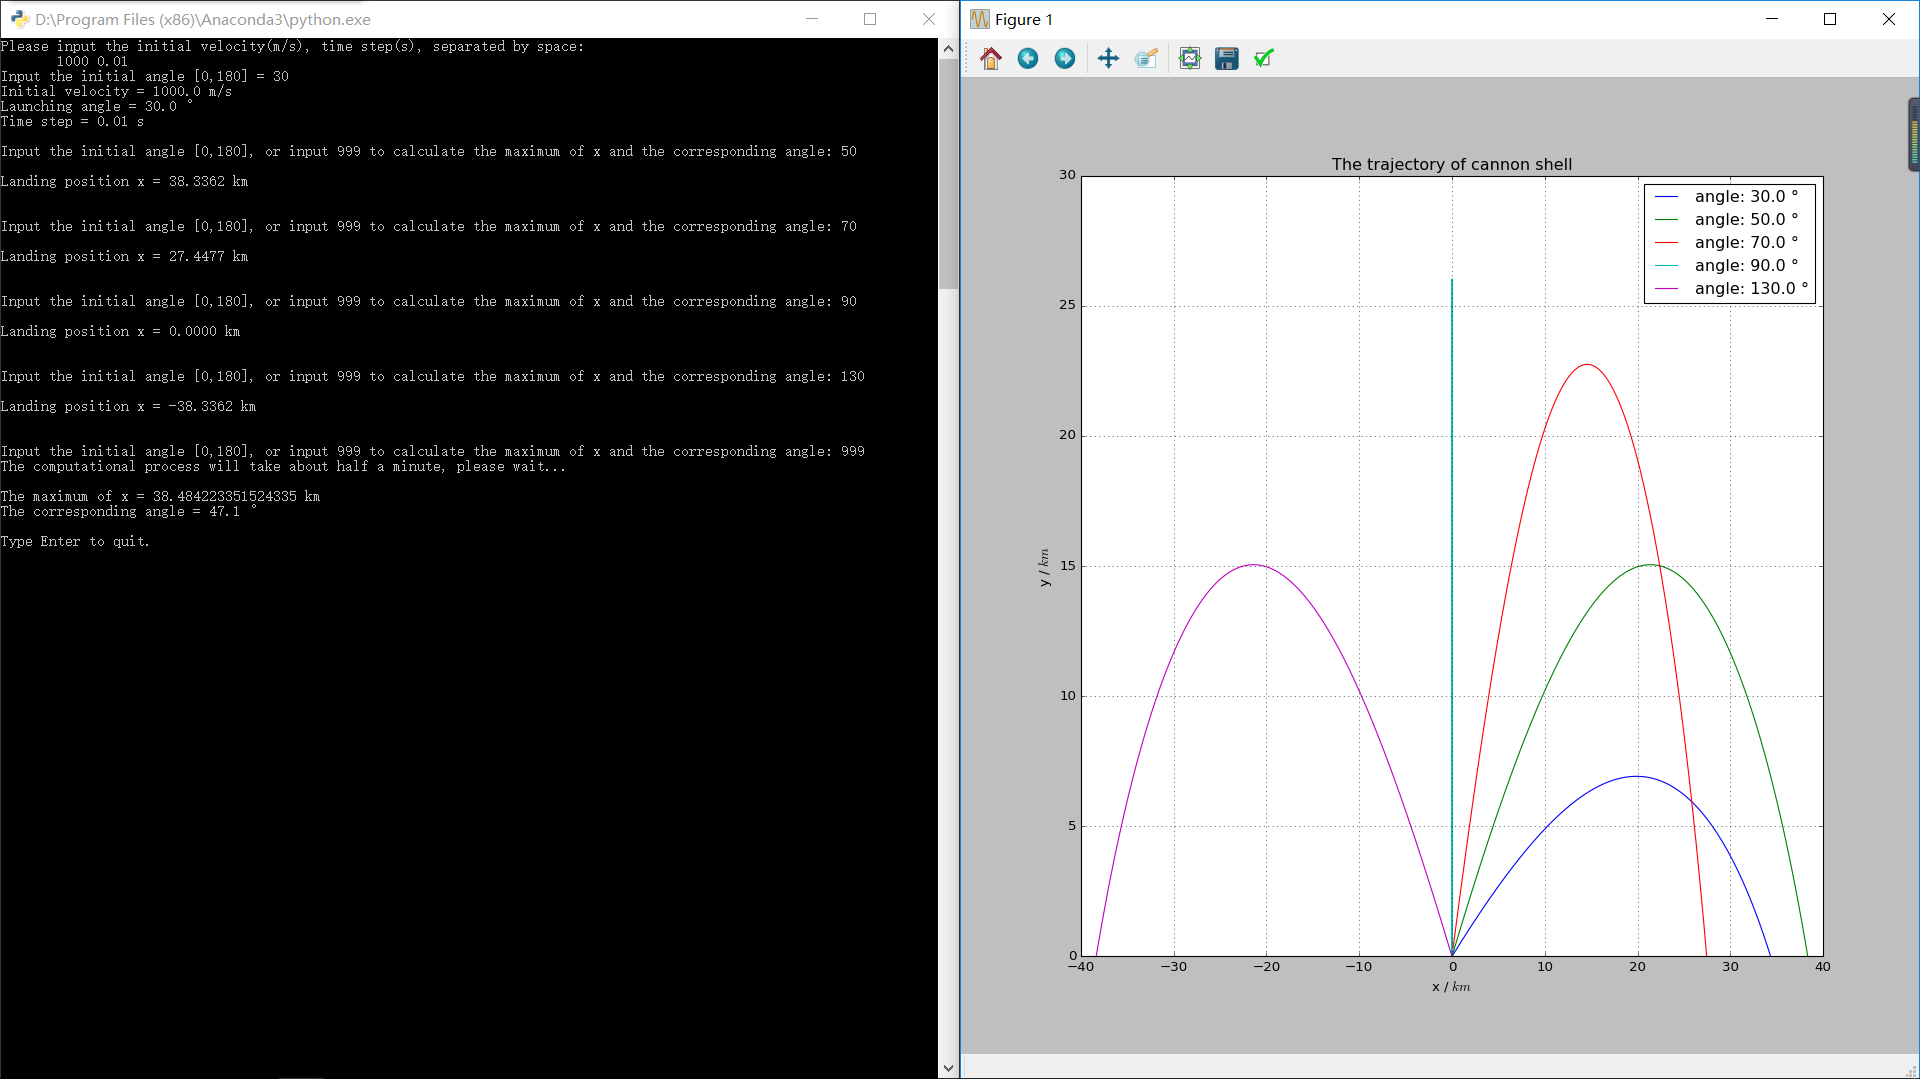 D:\Program Files (x86)\Anaconda3\python.exe
Please input the initial velocity(m/s), time step(s), separated by space:
1000 0.01
Input the initial angle [0,180] = 30
Initial velocity = 1000.0 m/s
Launching angle = 30.0 °
Time step = 0.01 s
Input the initial angle [0,180], or input 999 to calculate the maximum of x and the corresponding angle: 50
Landing position x = 38.3362 km
Input the initial angle [0,180], or input 999 to calculate the maximum of x and the corresponding angle: 70
Landing position x = 27.4477 km
Input the initial angle [0,180], or input 999 to calculate the maximum of x and the corresponding angle: 90
Landing position x = 0.0000 km
Input the initial angle [0,180], or input 999 to calculate the maximum of x and the corresponding angle: 130
Landing position x = -38.3362 km
Input the initial angle [0,180], or input 999 to calculate the maximum of x and the corresponding angle: 999
The computational process will take about half a minute, please wait...
The maximum of x = 38.484223351524335 km
The corresponding angle = 47.1 °
Type Enter to quit.
Figure 1
The trajectory of cannon shell
angle: 30.0 °
angle: 50.0 °
angle: 70.0 °
angle: 90.0 °
angle: 130.0 °
30
25
20
15
10
5
0
y / km
−40 −30 −20 −10 0 10 20 30 40
x / km